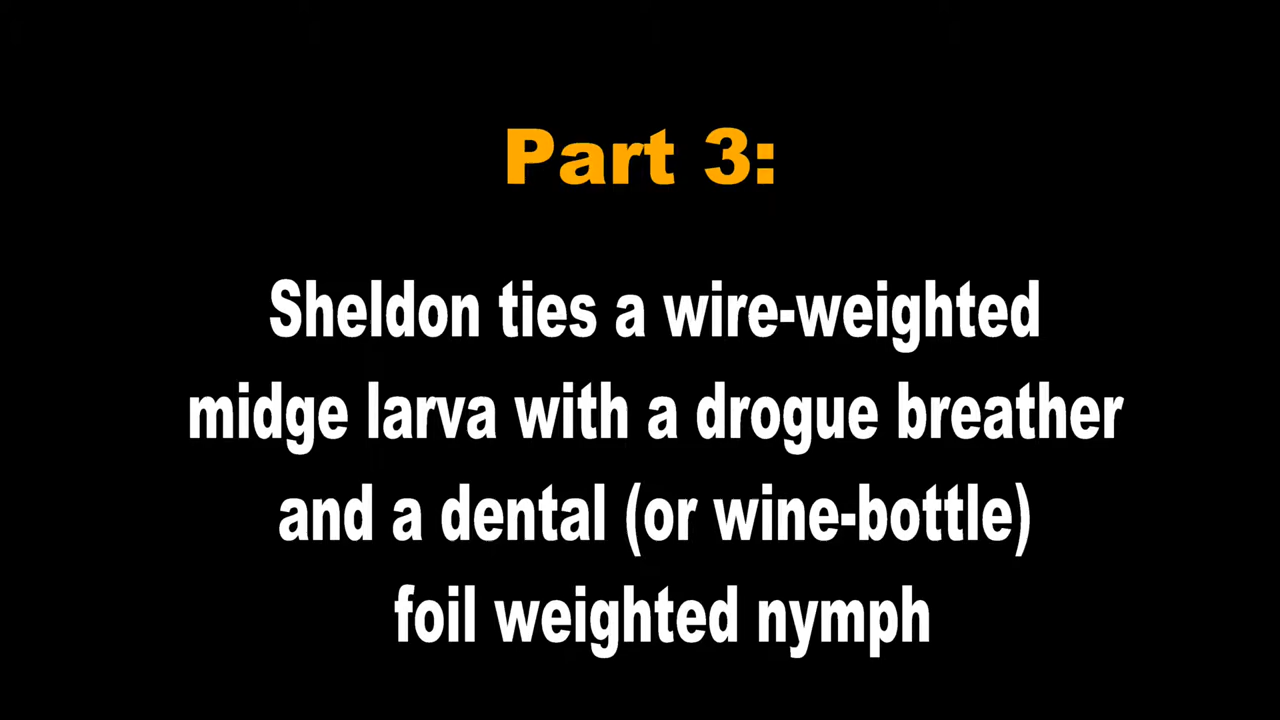 Part 3:
Sheldon ties a wire-weighted
midge larva with a drogue breather
and a dental (or wine-bottle)
foil weighted nymph